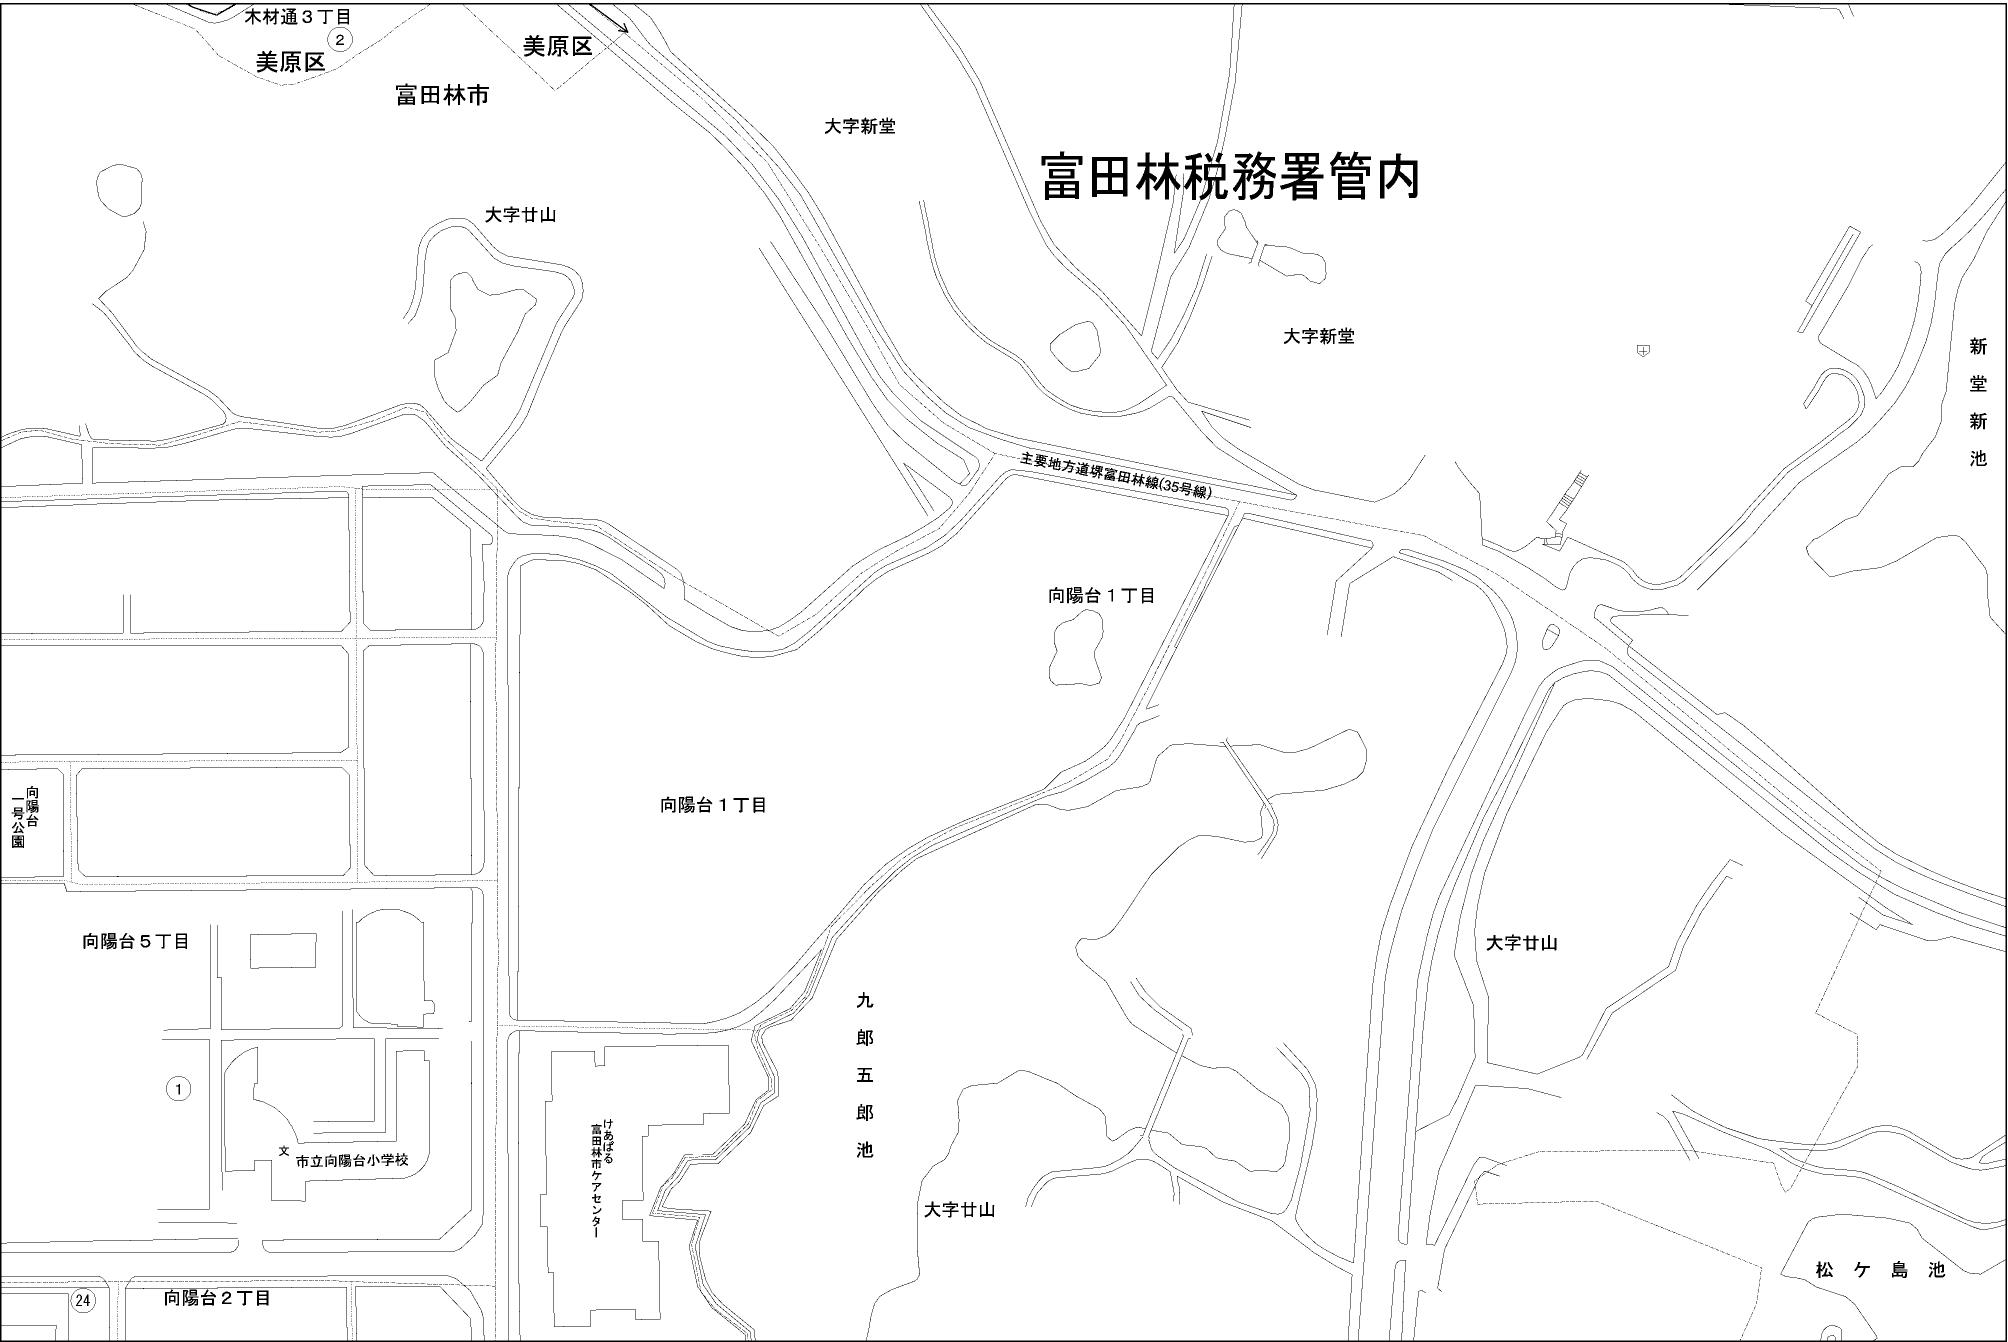 木材通３丁目
2
美原区
美原区
富田林市
大字新堂
富田林税務署管内
大字廿山
大字新堂
新堂新池
主要地方道堺富田林線(35号線)
向陽台１丁目
向陽台
一号公園
向陽台１丁目
向陽台５丁目
大字廿山
九郎五郎池
1
文
市立向陽台小学校
けあぱる
富田林市ケアセンター
大字廿山
松ケ島池
24
向陽台２丁目